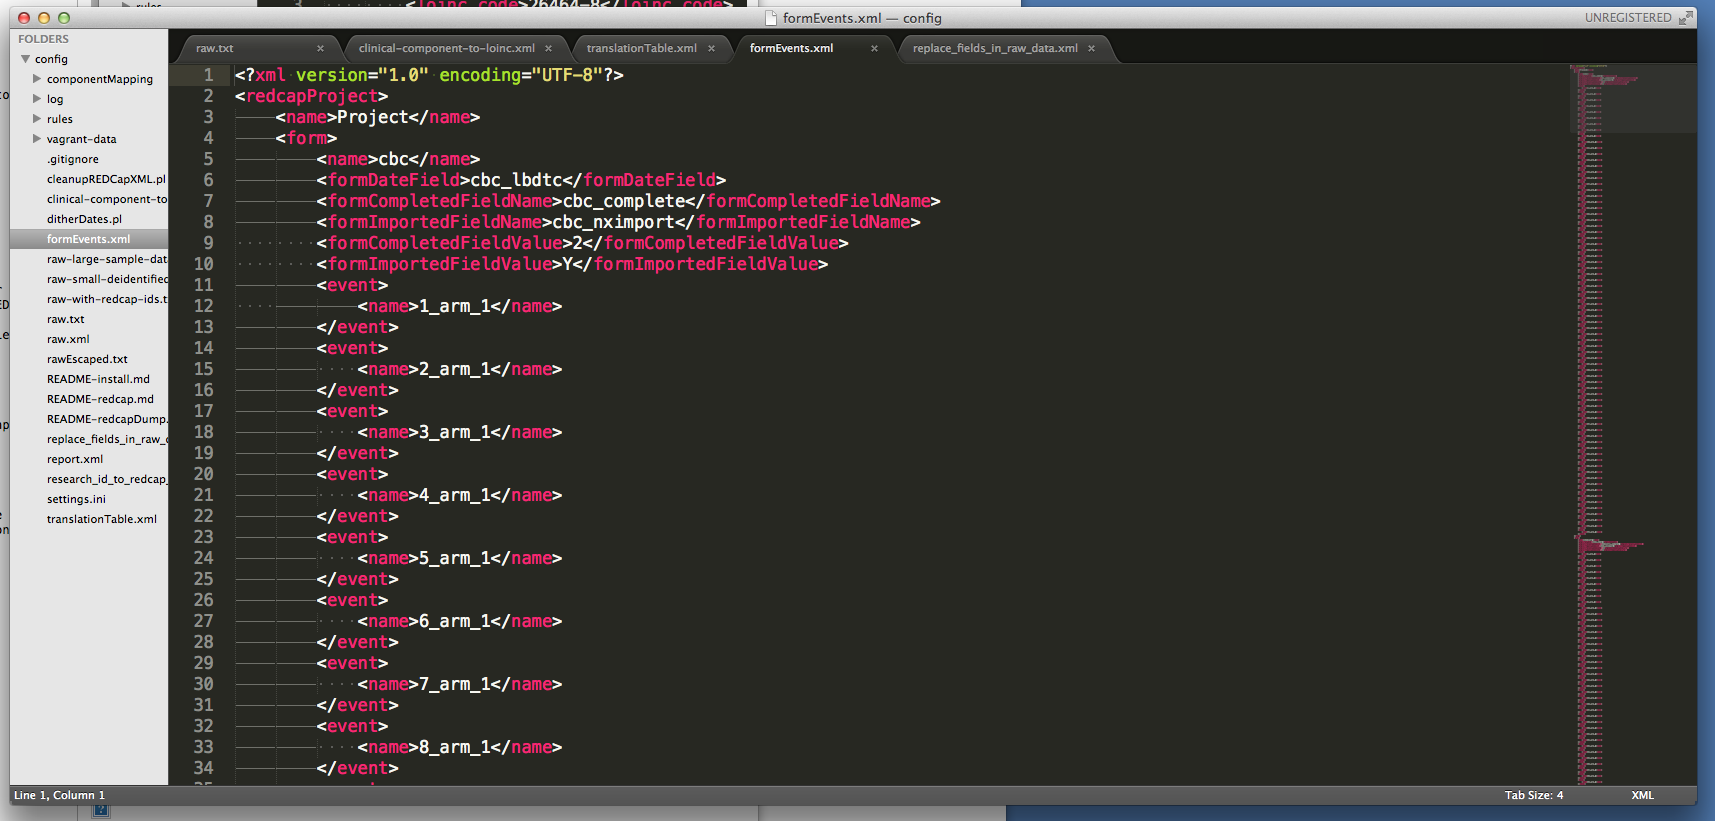 rules
3 <loinc_code>26464-8</loinc_code>
formEvents.xml — config
UNREGISTERED
FOLDERS
config
componentMapping
log
rules
vagrant-data
.gitignore
cleanupREDCapXML.pl
clinical-component-to
ditherDates.pl
formEvents.xml
raw-large-sample-dat
raw-small-deidentified
raw-with-redcap-ids.t
raw.txt
raw.xml
rawEscaped.txt
README-install.md
README-redcap.md
README-redcapDump.
replace_fields_in_raw_d
report.xml
research_id_to_redcap_
settings.ini
translationTable.xml
raw.txt × clinical-component-to-loinc.xml × translationTable.xml × formEvents.xml × replace_fields_in_raw_data.xml ×
1 <?xml version="1.0" encoding="UTF-8"?>
2 <redcapProject>
3 <name>Project</name>
4 <form>
5 <name>cbc</name>
6 <formDateField>cbc_lbdtc</formDateField>
7 <formCompletedFieldName>cbc_complete</formCompletedFieldName>
8 <formImportedFieldName>cbc_nximport</formImportedFieldName>
9 <formCompletedFieldValue>2</formCompletedFieldValue>
10 <formImportedFieldValue>Y</formImportedFieldValue>
11 <event>
12 <name>1_arm_1</name>
13 </event>
14 <event>
15 <name>2_arm_1</name>
16 </event>
17 <event>
18 <name>3_arm_1</name>
19 </event>
20 <event>
21 <name>4_arm_1</name>
22 </event>
23 <event>
24 <name>5_arm_1</name>
25 </event>
26 <event>
27 <name>6_arm_1</name>
28 </event>
29 <event>
30 <name>7_arm_1</name>
31 </event>
32 <event>
33 <name>8_arm_1</name>
34 </event>
Line 1, Column 1
Tab Size: 4
XML